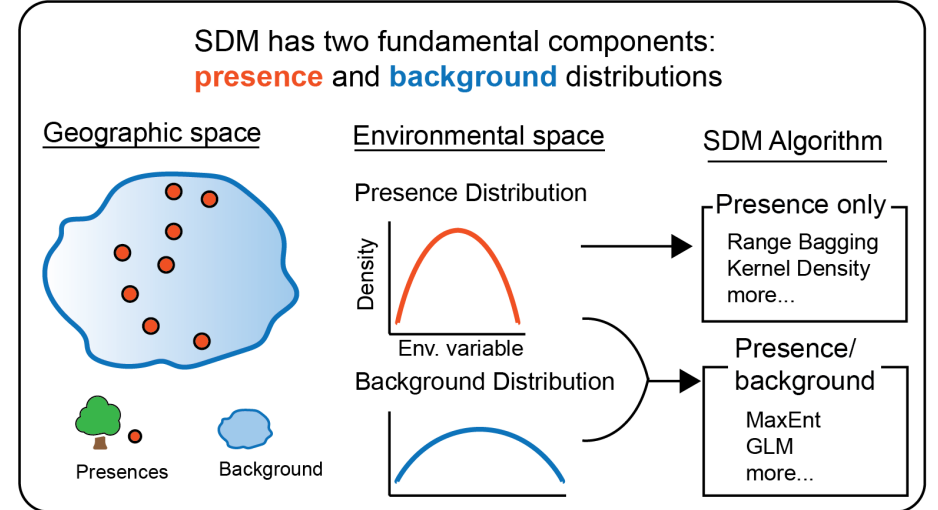 SDM has two fundamental components:
presence and background distributions
Geographic space
Presences
Background
Environmental space
Presence Distribution
Density
Env. variable
Background Distribution
SDM Algorithm
Presence only
Range Bagging
Kernel Density
more...
Presence/
background
MaxEnt
GLM
more...